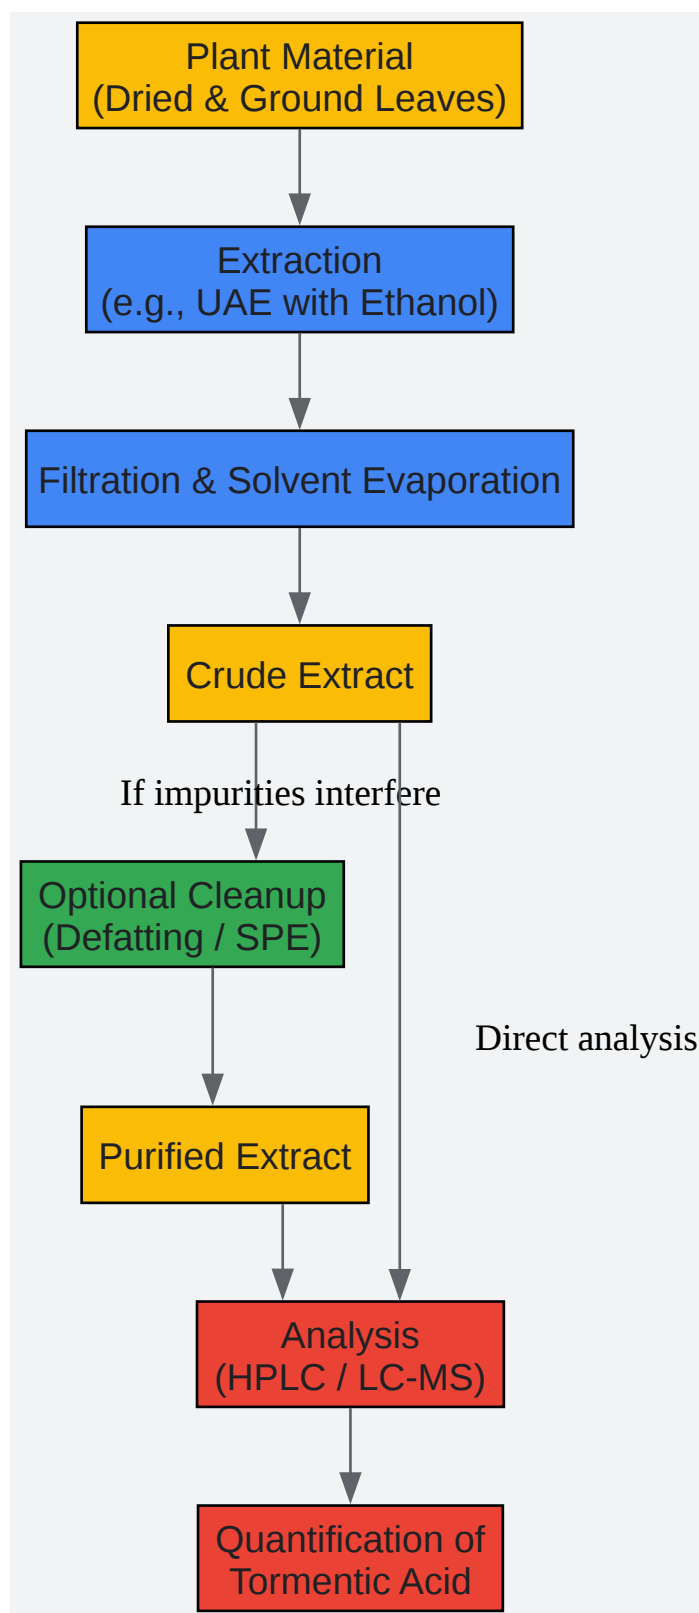 Plant Material
(Dried & Ground Leaves)
Extraction
(e.g., UAE with Ethanol)
Filtration & Solvent Evaporation
Crude Extract
If impurities interfere
Optional Cleanup
(Defatting / SPE)
Direct analysis
Purified Extract
Analysis
(HPLC / LC-MS)
Quantification of
Tormentic Acid